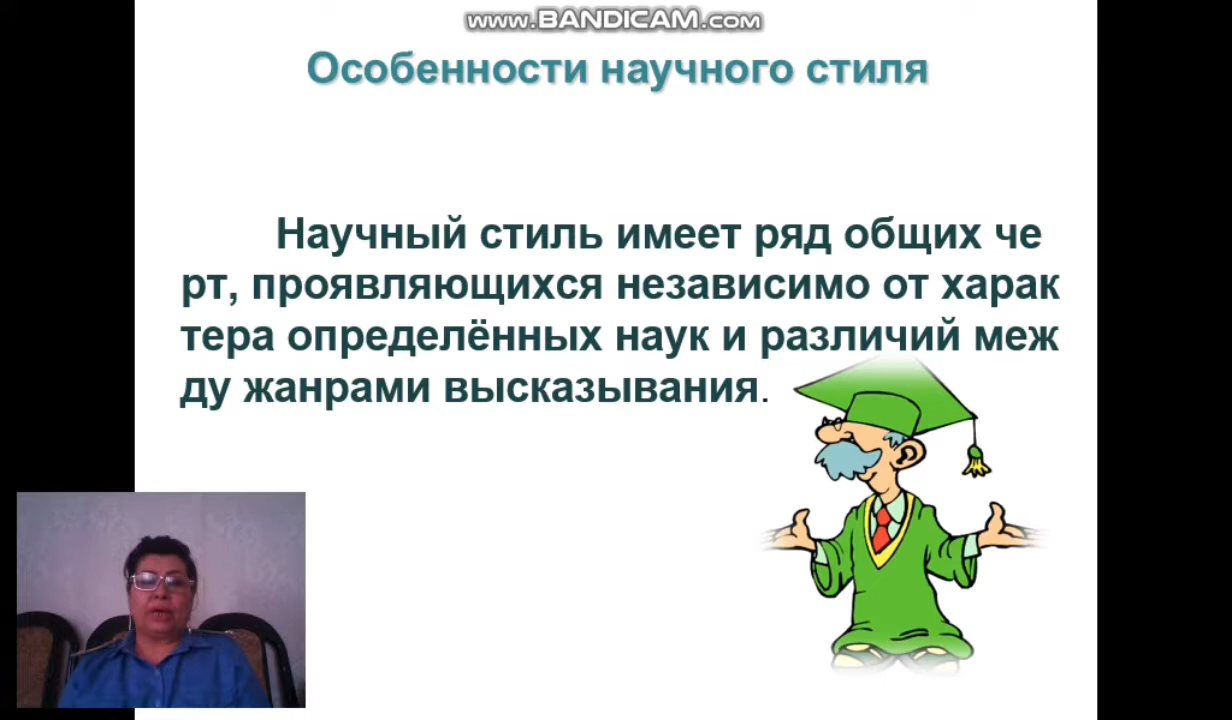 www.BANDICAM.com
Особенности научного стиля
Научный стиль имеет ряд общих че
рт, проявляющихся независимо от харак
тера определённых наук и различий меж
ду жанрами высказывания.